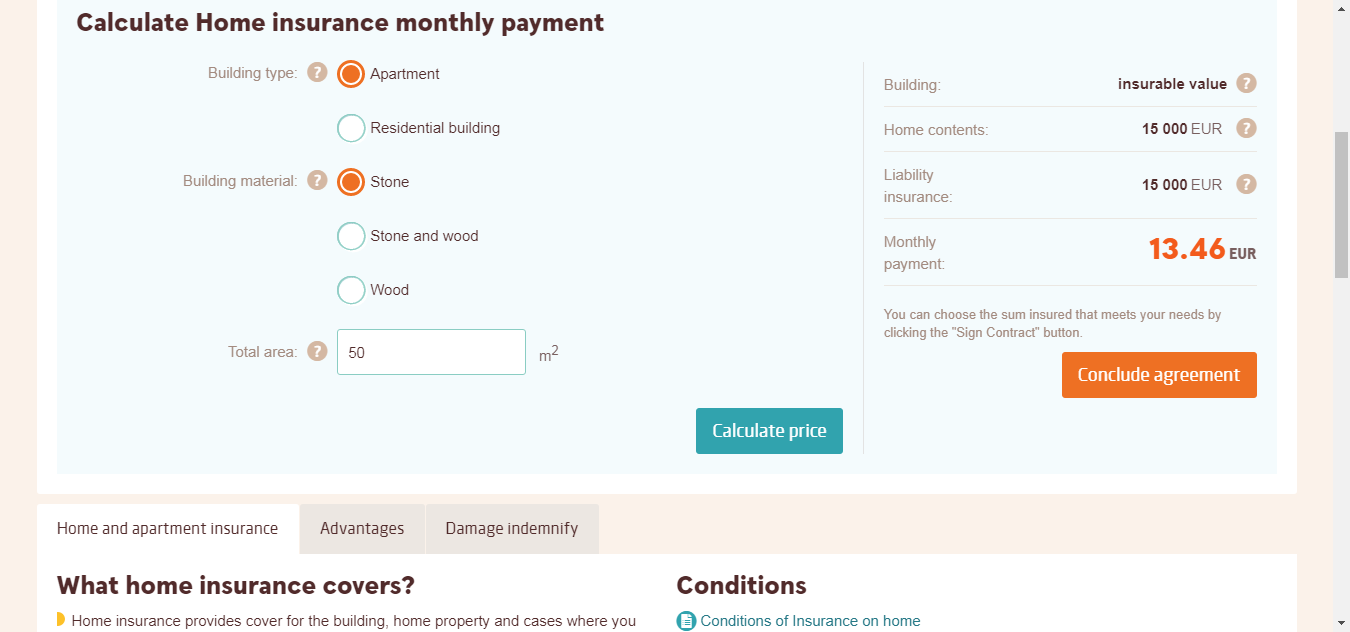 Calculate Home insurance monthly payment
Building type: ? Apartment
Residential building
Building material: ? Stone
Stone and wood
Wood
Total area: ? 50 m²
Calculate price
Building: insurable value ?
Home contents: 15 000 EUR ?
Liability
insurance: 15 000 EUR ?
Monthly
payment: 13.46 EUR
You can choose the sum insured that meets your needs by
clicking the "Sign Contract" button.
Conclude agreement
Home and apartment insurance Advantages Damage indemnify
What home insurance covers?
Home insurance provides cover for the building, home property and cases where you
Conditions
Conditions of Insurance on home